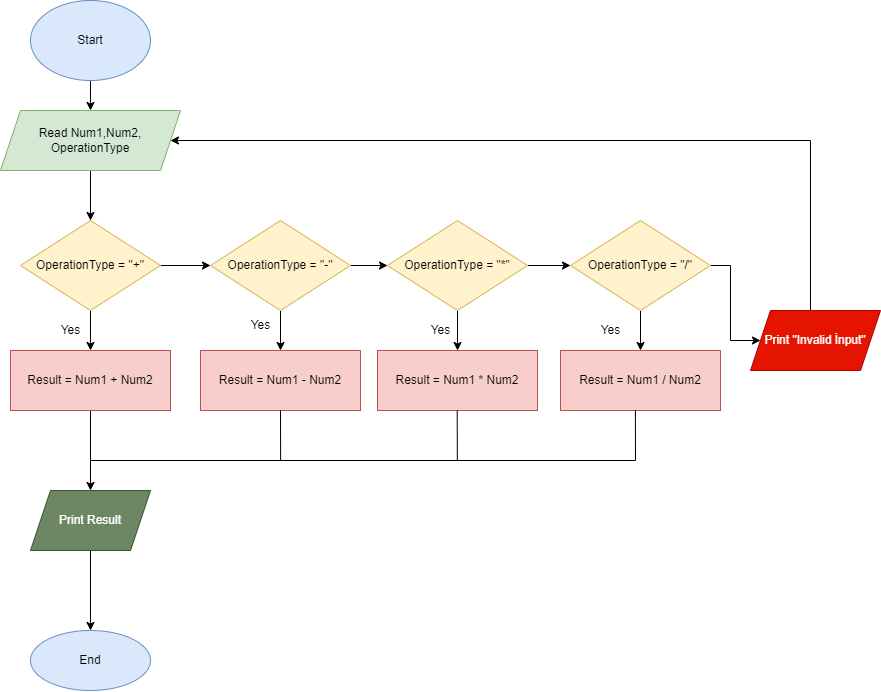 Start
Read Num1,Num2,
OperationType
OperationType = "+"
OperationType = "-"
OperationType = "*"
OperationType = "/"
Yes
Yes
Yes
Yes
Print "Invalid İnput"
Result = Num1 + Num2
Result = Num1 - Num2
Result = Num1 * Num2
Result = Num1 / Num2
Print Result
End